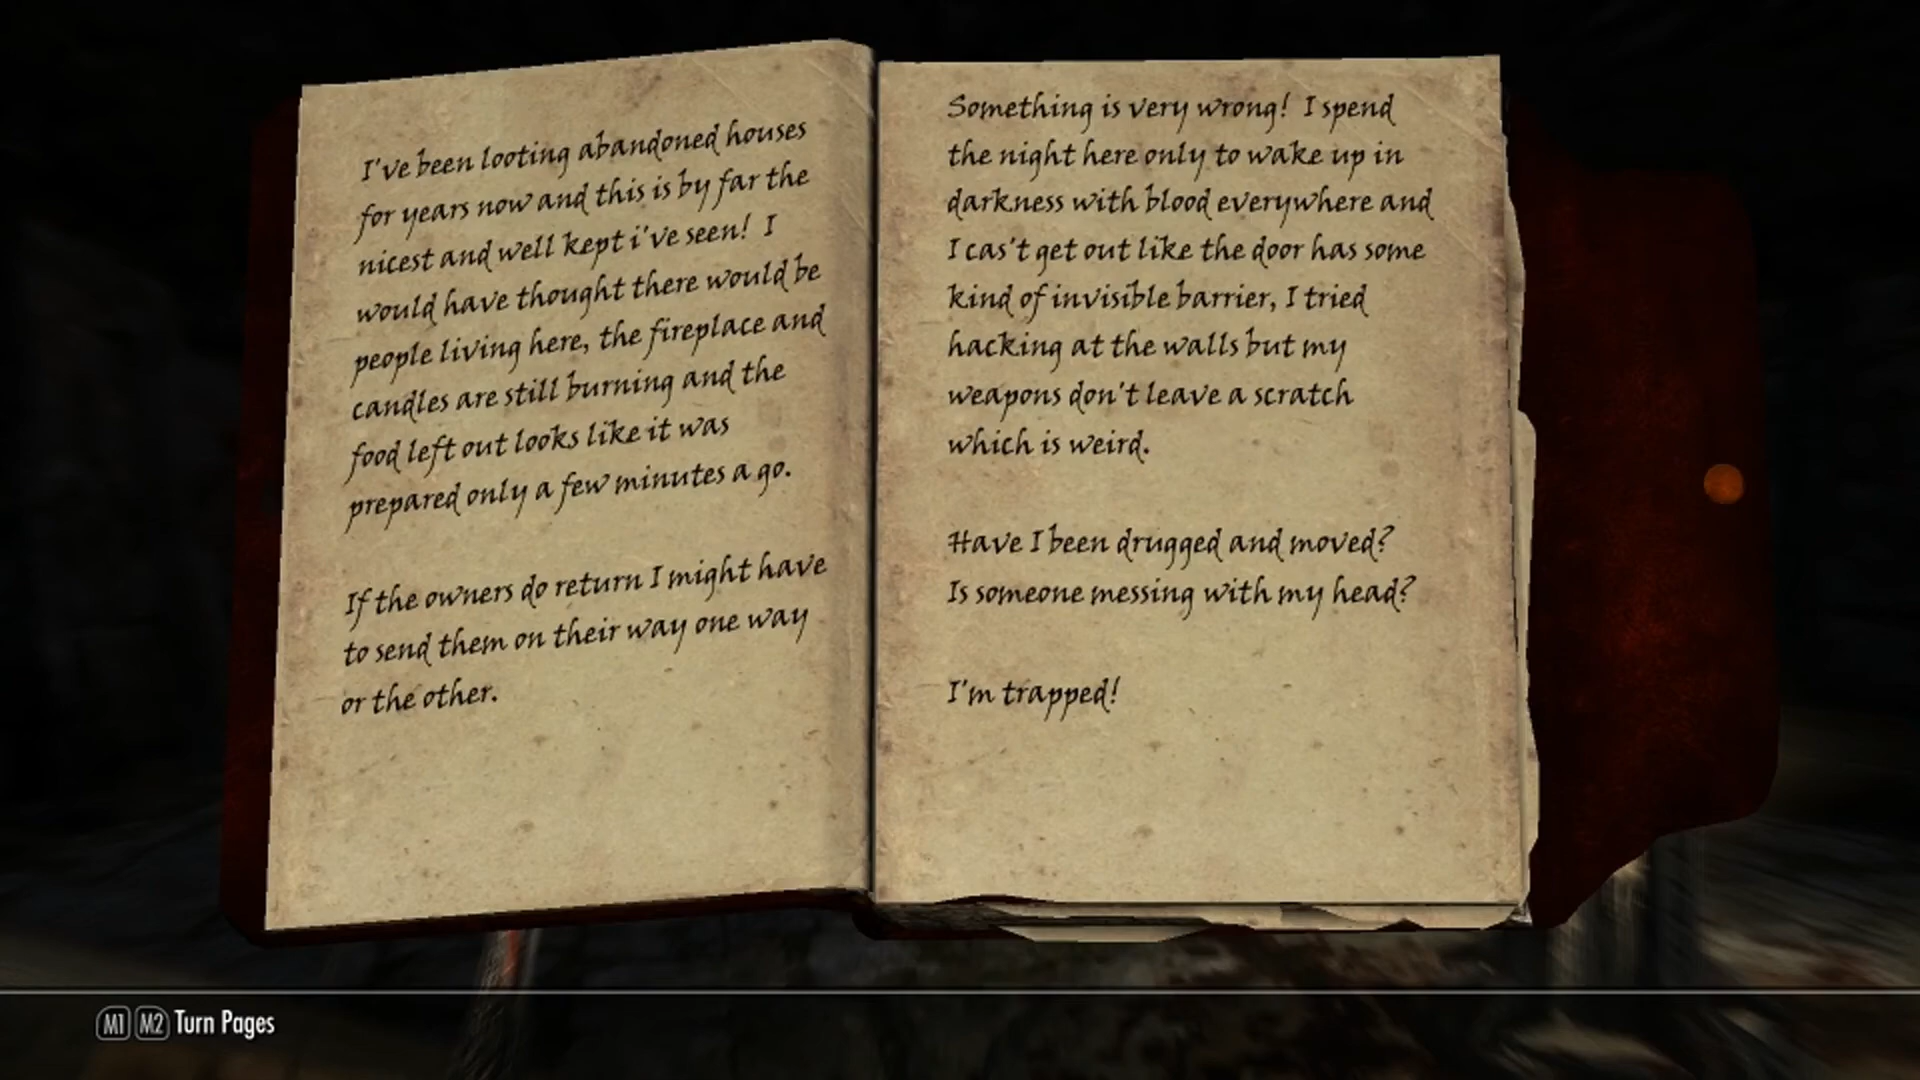 I've been looting abandoned houses
for years now and this is by far the
nicest and well kept i've seen! I
would have thought there would be
people living here, the fireplace and
candles are still burning and the
food left out looks like it was
prepared only a few minutes a go.
If the owners do return I might have
to send them on their way one way
or the other.
Something is very wrong! I spend
the night here only to wake up in
darkness with blood everywhere and
I cas't get out like the door has some
kind of invisible barrier, I tried
hacking at the walls but my
weapons don't leave a scratch
which is weird.
Have I been drugged and moved?
Is someone messing with my head?
I'm trapped!
M1 M2 Turn Pages